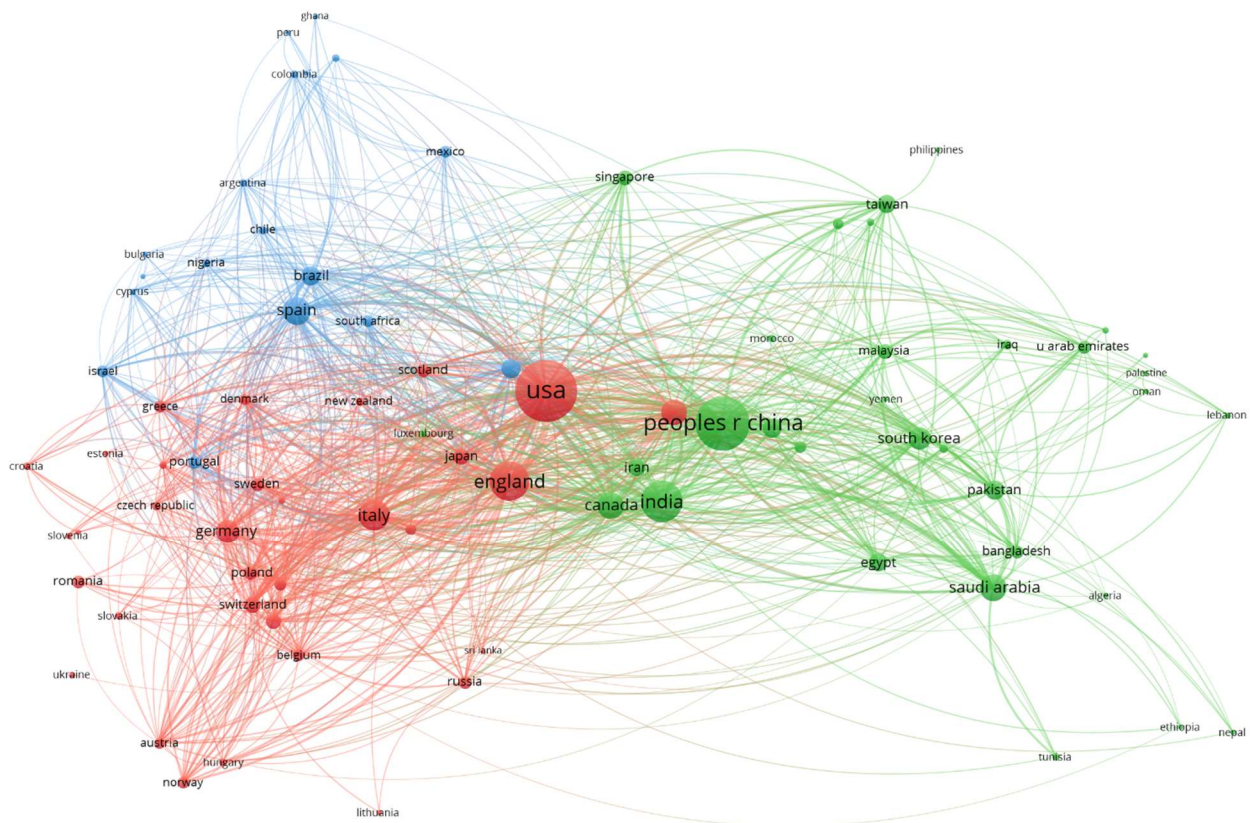 ghana
peru
colombia
mexico
philippines
singapore
argentina
taiwan
chile
bulgaria
nigeria
brazil
cyprus
spain
south africa
morocco
iraq
u arab emirates
malaysia
israel
scotland
palestine
usa
oman
denmark
new zealand
yemen
greece
lebanon
peoples r china
luxembourg
south korea
estonia
japan
portugal
croatia
iran
sweden
england
pakistan
czech republic
india
canada
italy
germany
slovenia
bangladesh
egypt
poland
romania
saudi arabia
algeria
switzerland
slovakia
sri lanka
belgium
ukraine
russia
ethiopia
nepal
austria
tunisia
hungary
norway
lithuania